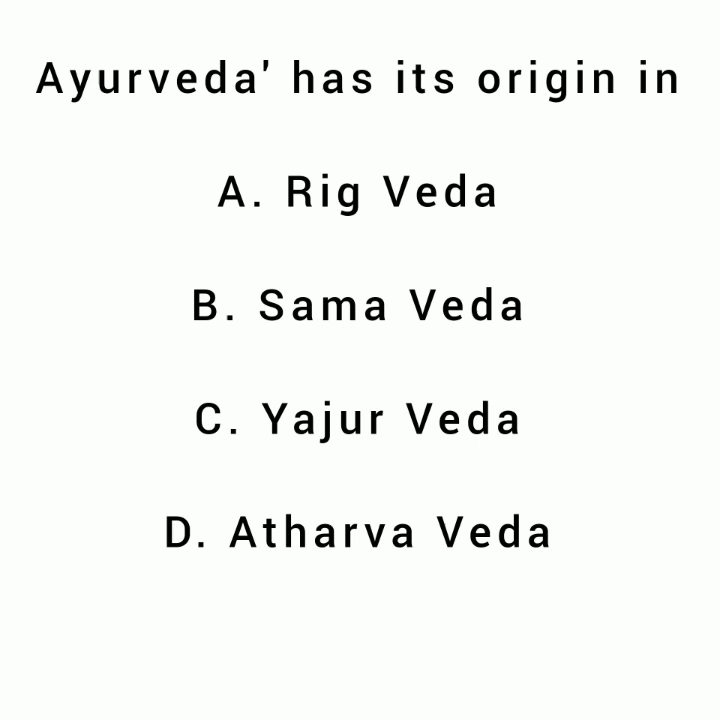 Ayurveda' has its origin in
A. Rig Veda
B. Sama Veda
C. Yajur Veda
D. Atharva Veda